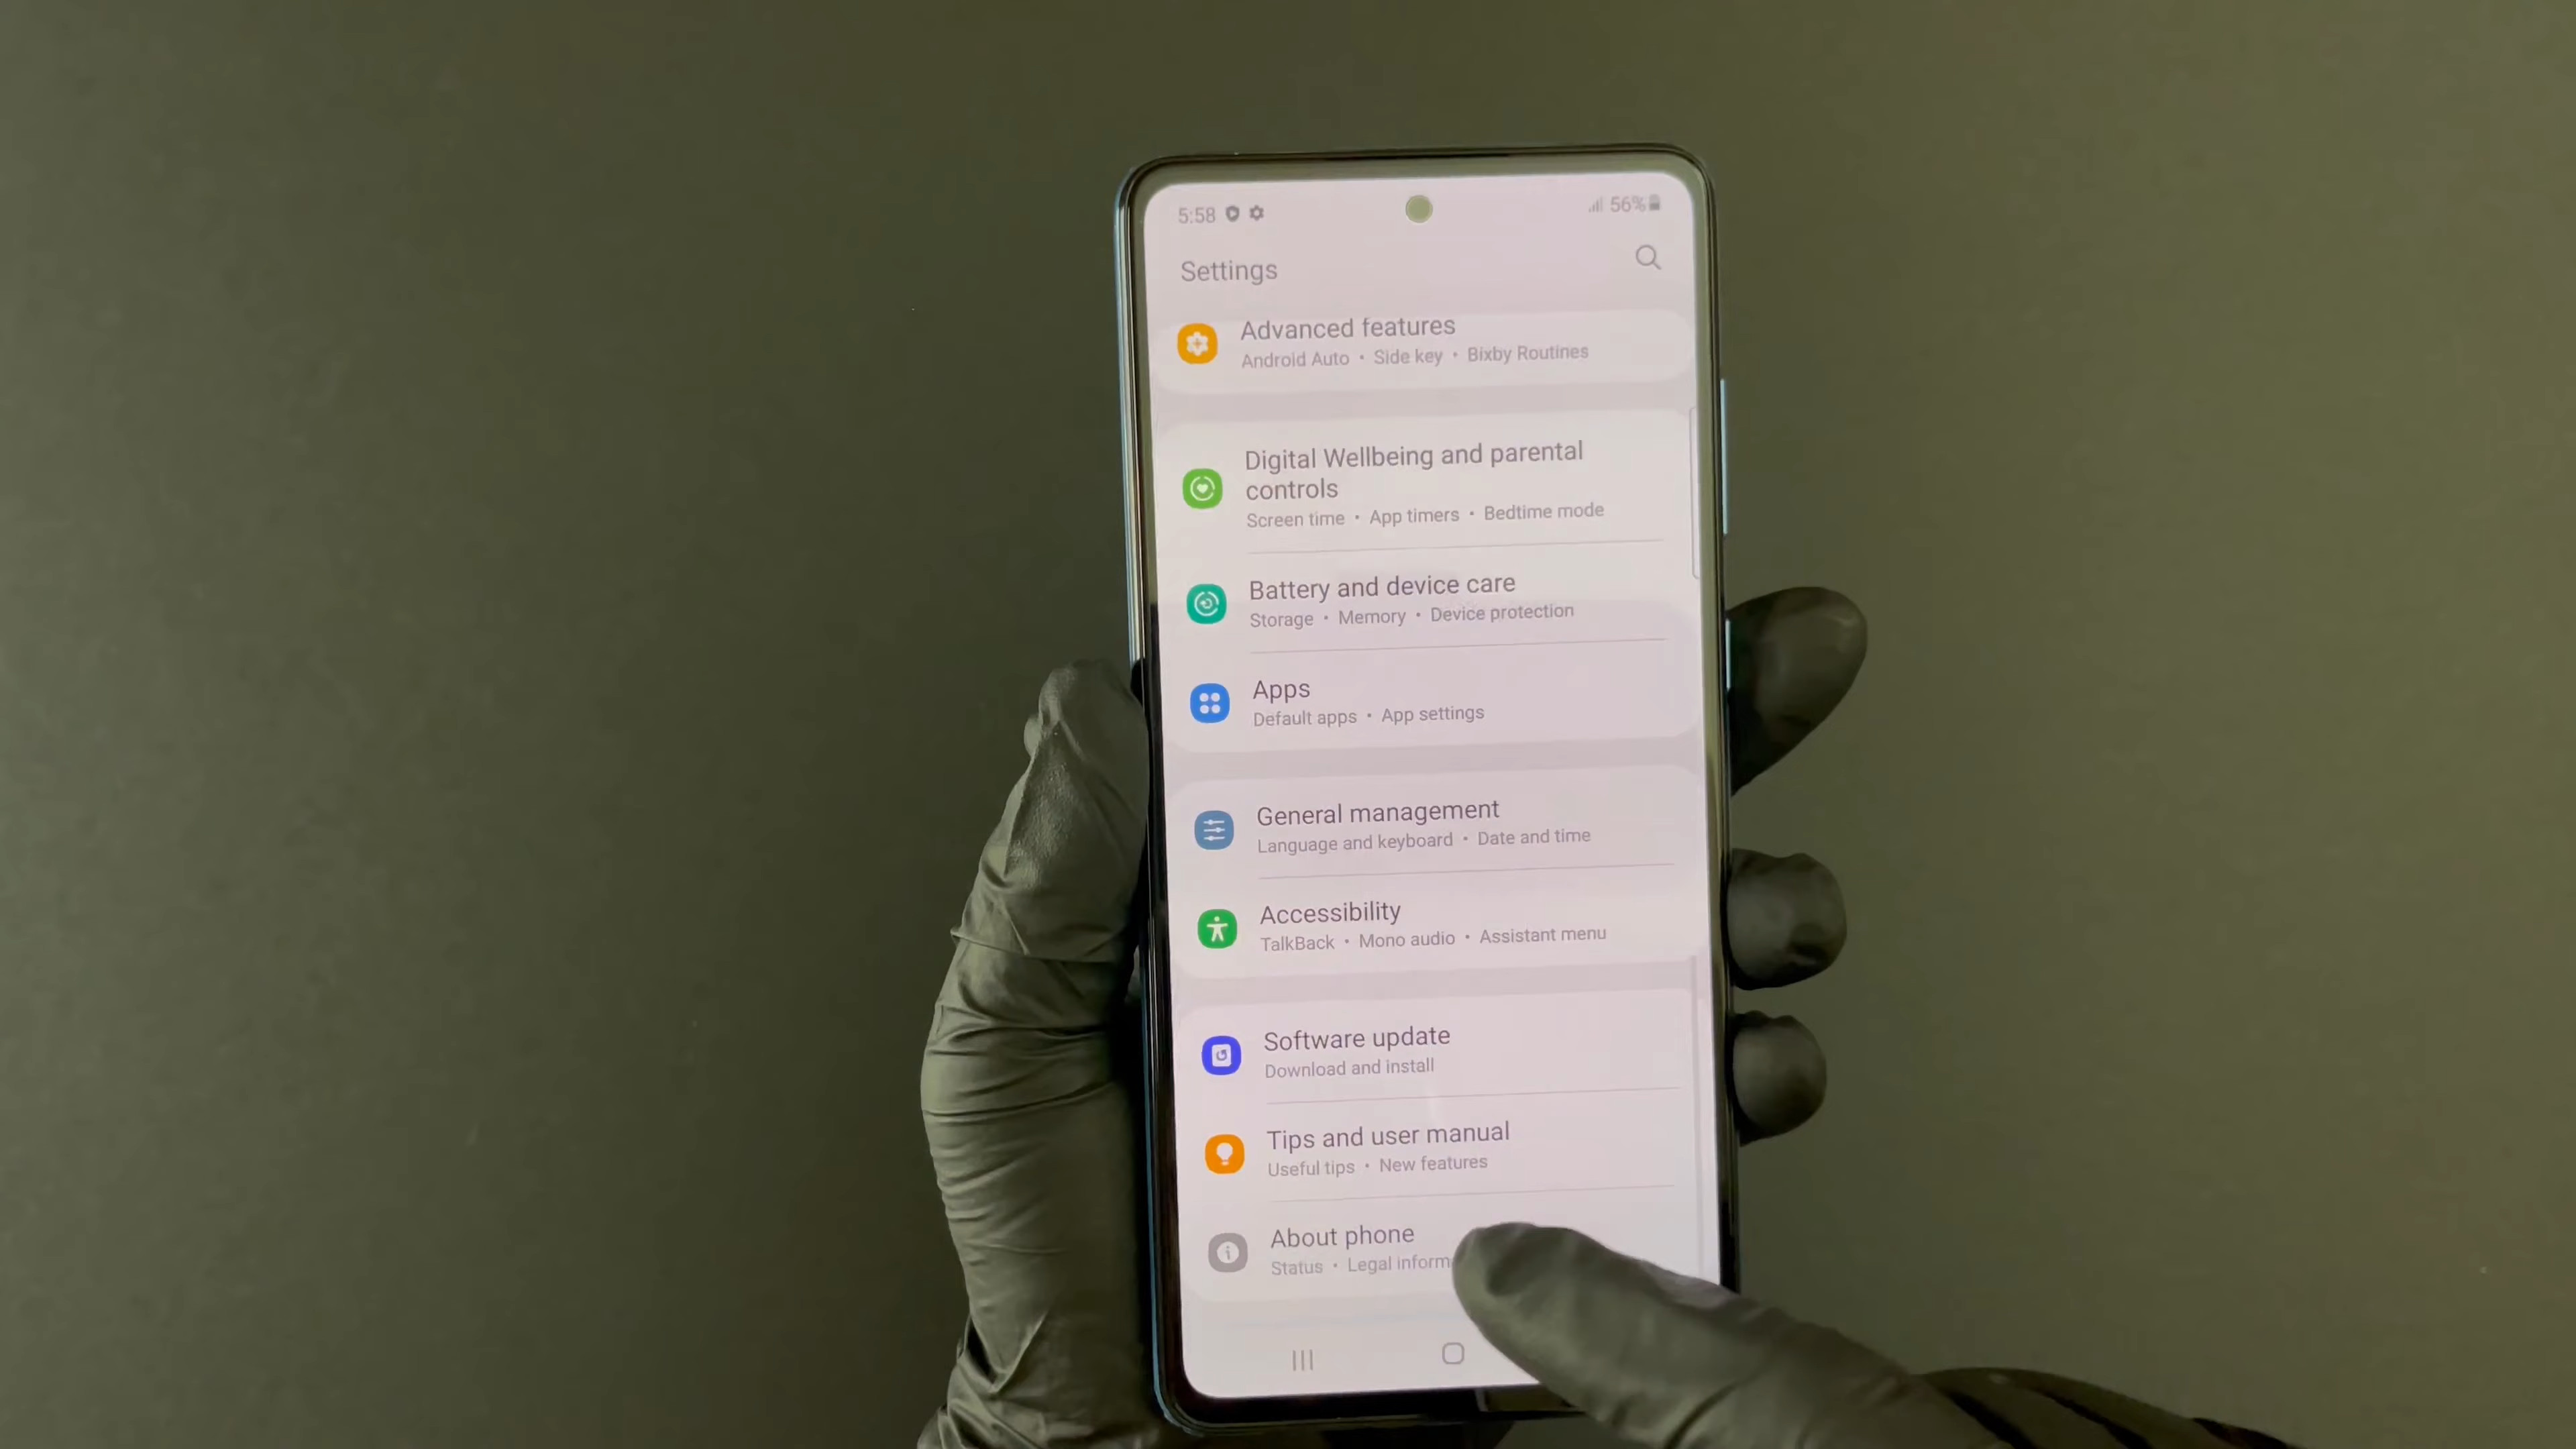 5:58
56%
Settings
Advanced features
Android Auto • Side key • Bixby Routines
Digital Wellbeing and parental
controls
Screen time • App timers • Bedtime mode
Battery and device care
Storage • Memory • Device protection
Apps
Default apps • App settings
General management
Language and keyboard • Date and time
Accessibility
TalkBack • Mono audio • Assistant menu
Software update
Download and install
Tips and user manual
Useful tips • New features
About phone
Status • Legal inform